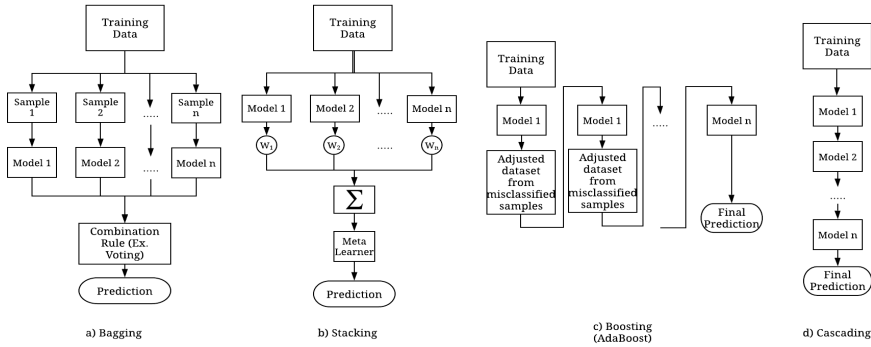 Training
Data
Sample
1
Sample
2
.....
Sample
n
Model 1
Model 2
.....
Model n
Combination
Rule (Ex.
Voting)
Prediction
a) Bagging
Training
Data
Model 1
Model 2
.....
Model n
W1
W2
.....
Wn
Σ
Meta
Learner
Prediction
b) Stacking
Training
Data
Model 1
Adjusted
dataset
from
misclassified
samples
Model 1
Adjusted
dataset
from
misclassified
samples
.....
Model n
Final
Prediction
c) Boosting
(AdaBoost)
Training
Data
Model 1
Model 2
.....
Model n
Final
Prediction
d) Cascading